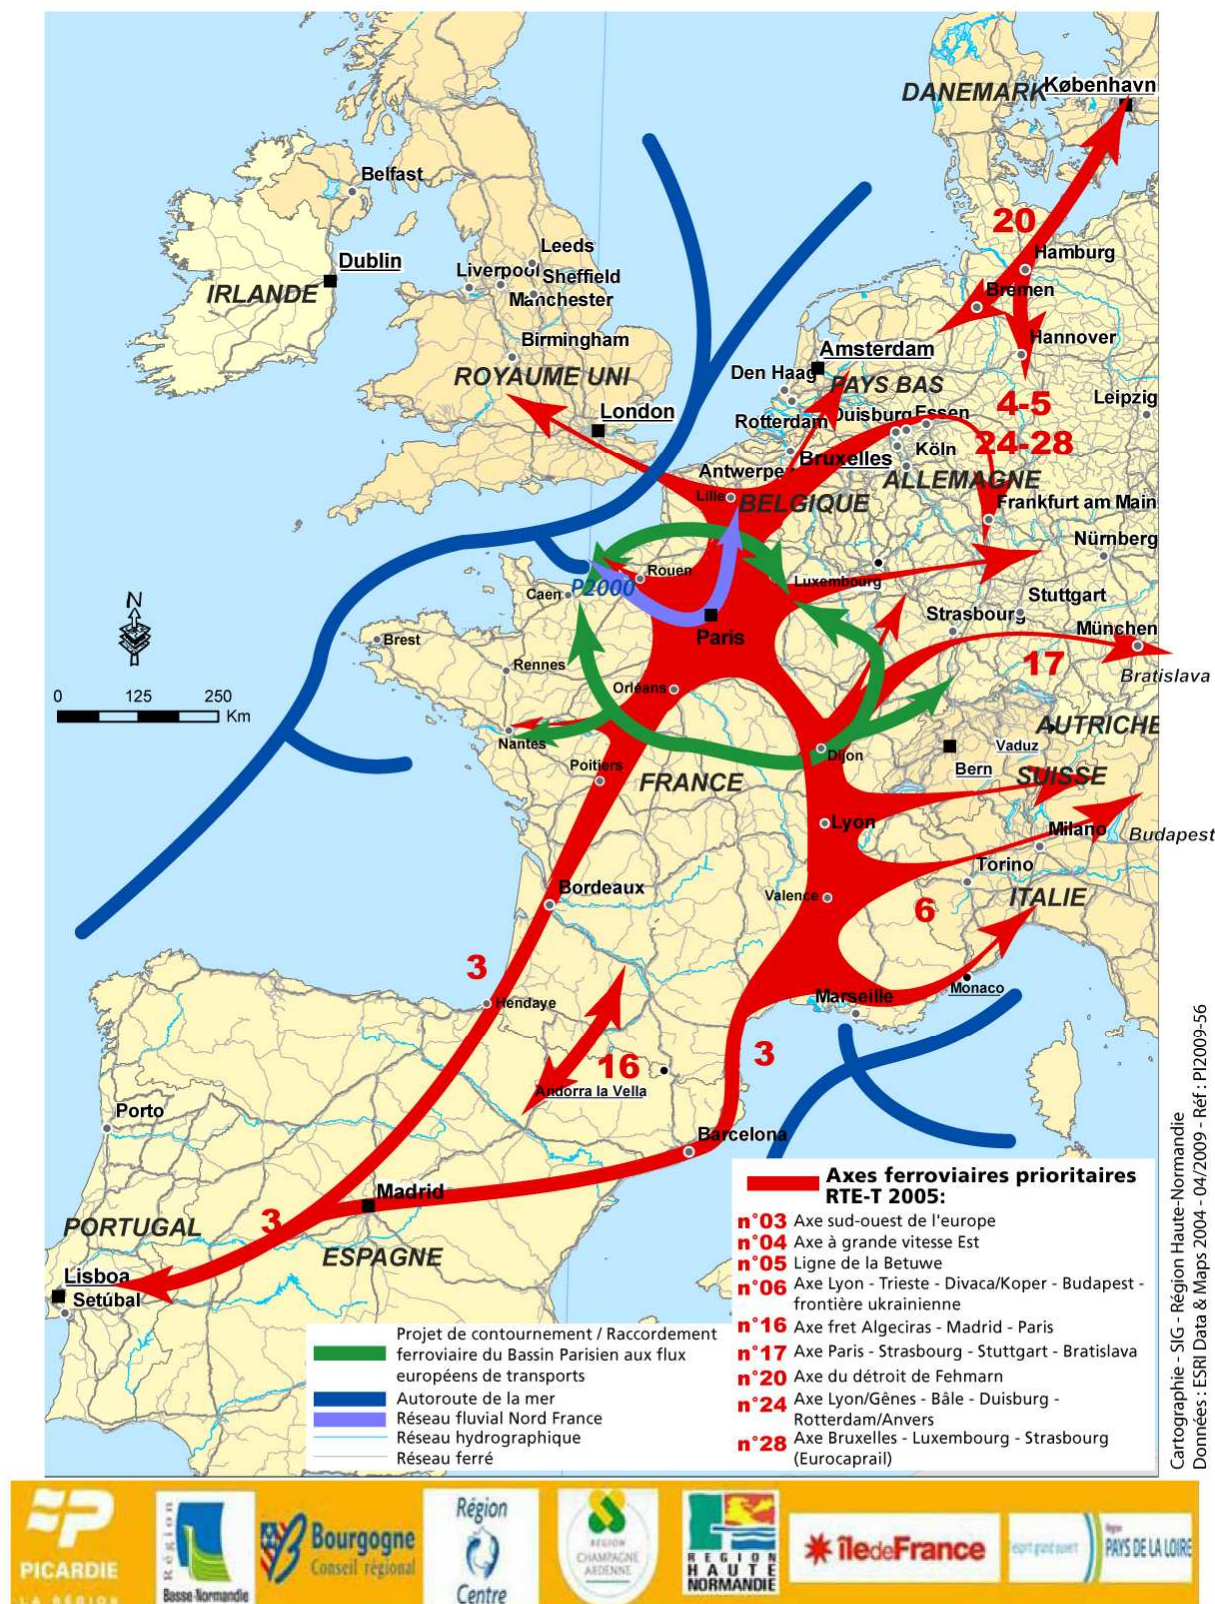 DANEMARK
København
Belfast
20
Leeds
Hamburg
Dublin
Liverpool
Sheffield
Bremen
IRLANDE
Manchester
Birmingham
Hannover
Amsterdam
ROYAUME UNI
Den Haag
PAYS BAS
4-5
Leipzig
London
Rotterdam
Duisburg
Essen
24-28
Köln
Bruxelles
Antwerpe
ALLEMAGNE
Lille
BELGIQUE
Frankfurt am Main
Nürnberg
Rouen
Luxembourg
P2000
Caen
Stuttgart
Strasbourg
N
Paris
München
Brest
Rennes
17
Bratislava
Orléans
0 125 250
Km
AUTRICHE
Nantes
Dijon
Vaduz
Poitiers
Bern
FRANCE
SUISSE
Lyon
Milano
Budapest
Torino
Bordeaux
Valence
ITALIE
6
3
Hendaye
Monaco
Marseille
3
16
Andorra la Vella
Porto
Barcelona
Madrid
3
PORTUGAL
ESPAGNE
Lisboa
Setúbal
Axes ferroviaires prioritaires
RTE-T 2005:
n°03 Axe sud-ouest de l'europe
n°04 Axe à grande vitesse Est
n°05 Ligne de la Betuwe
n°06 Axe Lyon - Trieste - Divaca/Koper - Budapest -
frontière ukrainienne
n°16 Axe fret Algeciras - Madrid - Paris
n°17 Axe Paris - Strasbourg - Stuttgart - Bratislava
n°20 Axe du détroit de Fehmarn
n°24 Axe Lyon/Gênes - Bâle - Duisburg -
Rotterdam/Anvers
n°28 Axe Bruxelles - Luxembourg - Strasbourg
(Eurocaprail)
Projet de contournement / Raccordement
ferroviaire du Bassin Parisien aux flux
européens de transports
Autoroute de la mer
Réseau fluvial Nord France
Réseau hydrographique
Réseau ferré
Cartographie - SIG - Région Haute-Normandie
Données : ESRI Data & Maps 2004 - 04/2009 - Réf : PI2009-56
PICARDIE
LA RÉGION
Région
Basse-Normandie
Bourgogne
Conseil régional
Région
Centre
RÉGION
CHAMPAGNE
ARDENNE
REGION
HAUTE
NORMANDIE
îledeFrance
l'esprit grand ouvert
Région
PAYS DE LA LOIRE